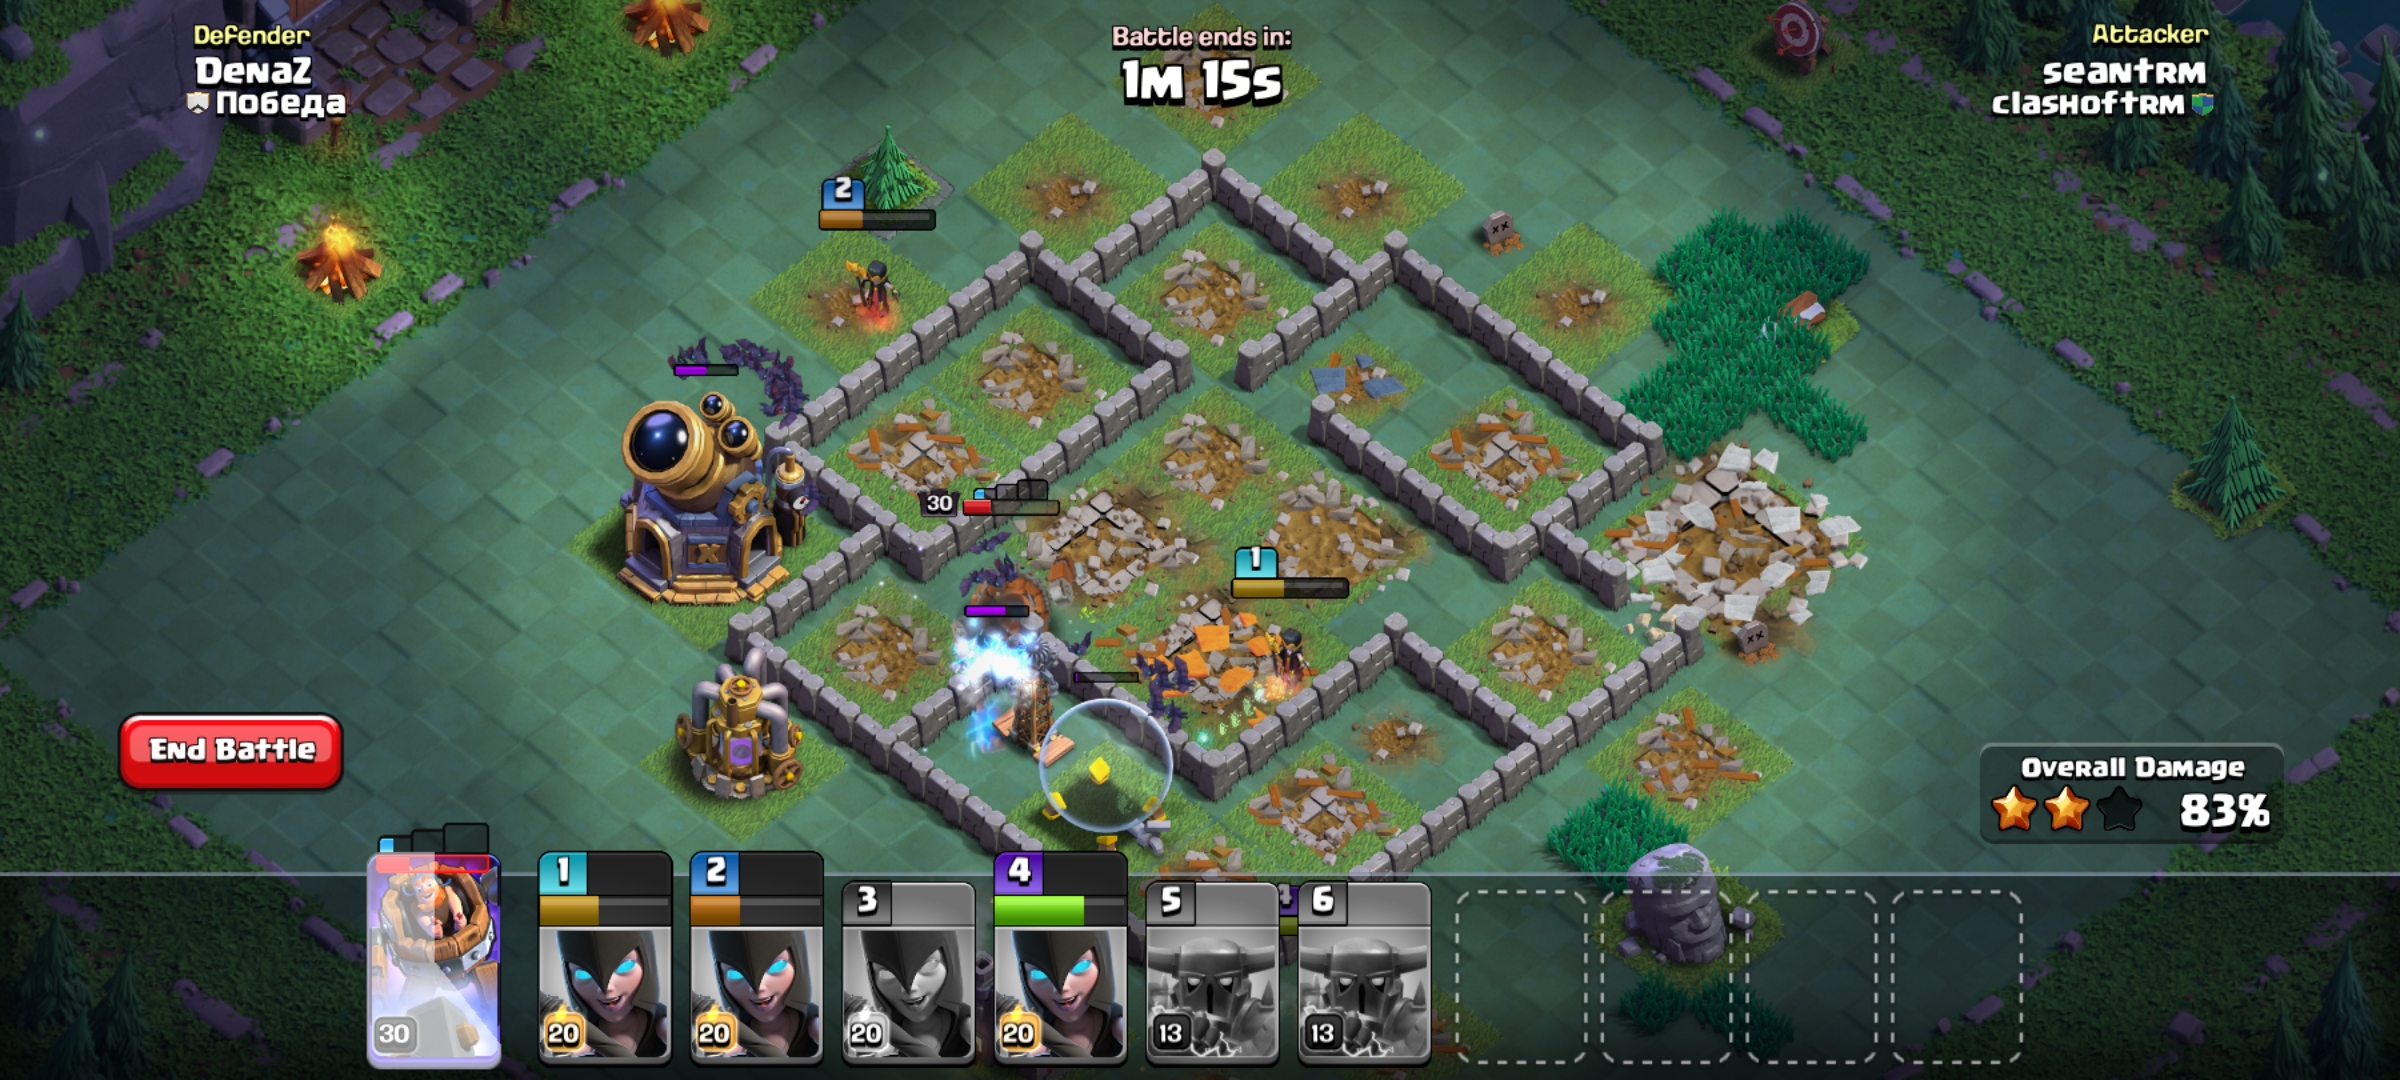 Defender
DenaZ
Победа
Battle ends in:
1M 15s
Attacker
seantRM
clashoftRM
2
30
1
End Battle
Overall Damage
83%
1
2
3
4
5
4
6
30
20
20
20
20
13
13